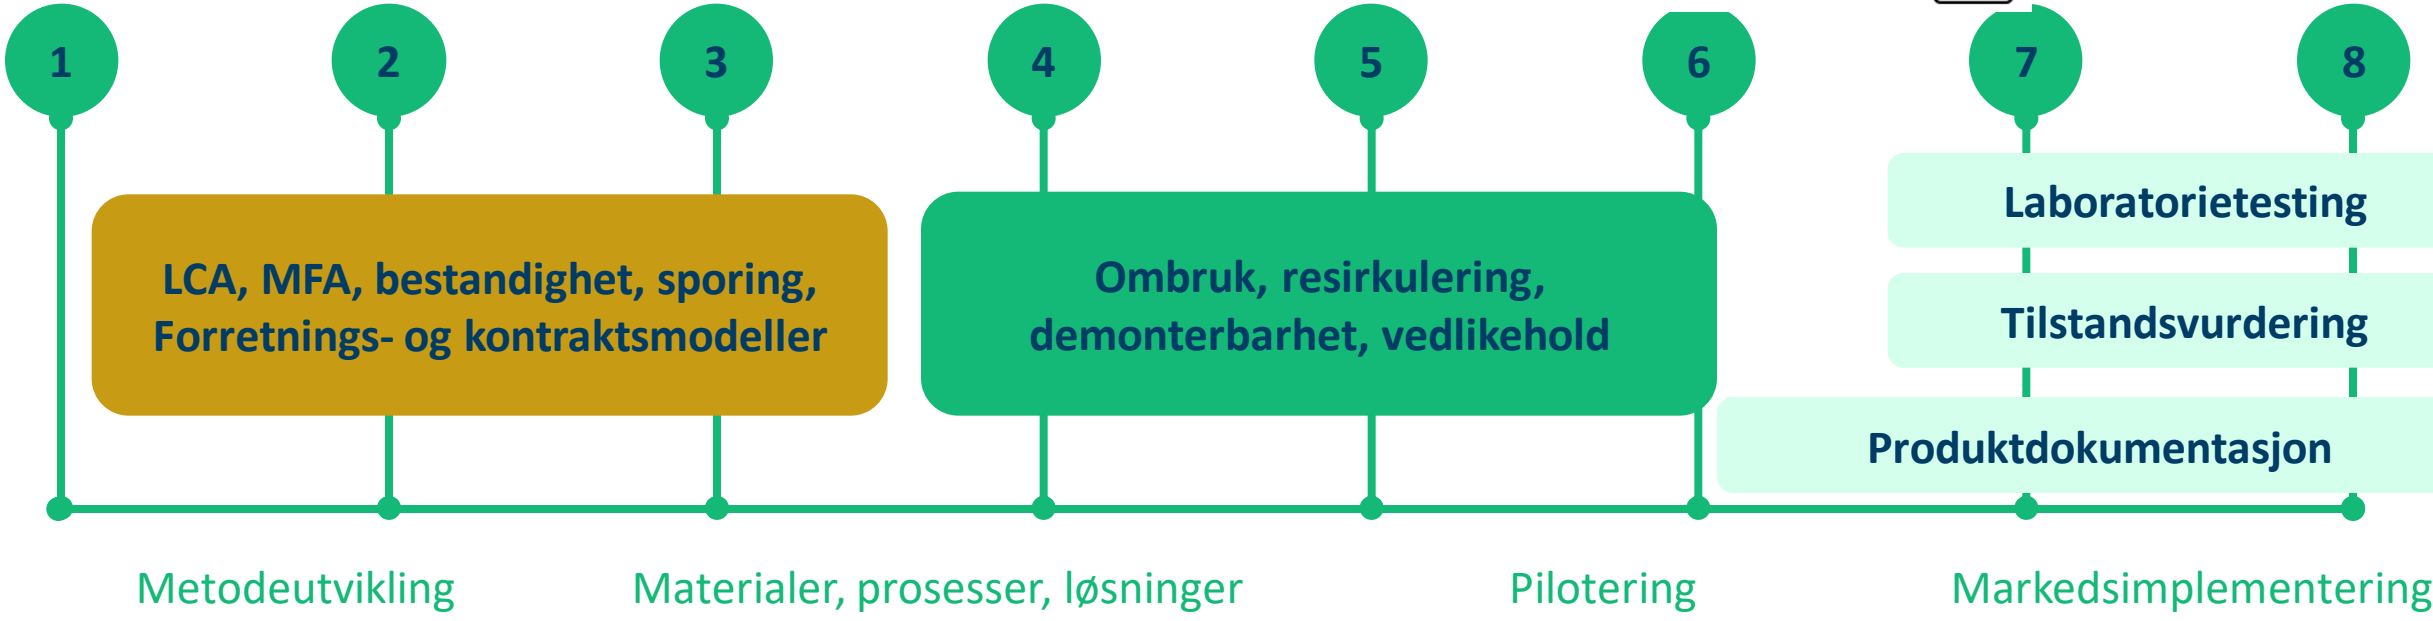 1
2
3
4
5
6
7
8
LCA, MFA, bestandighet, sporing,
Forretnings- og kontraktsmodeller
Ombruk, resirkulering,
demonterbarhet, vedlikehold
Laboratorietesting
Tilstandsvurdering
Produktdokumentasjon
Metodeutvikling
Materialer, prosesser, løsninger
Pilotering
Markedsimplementering